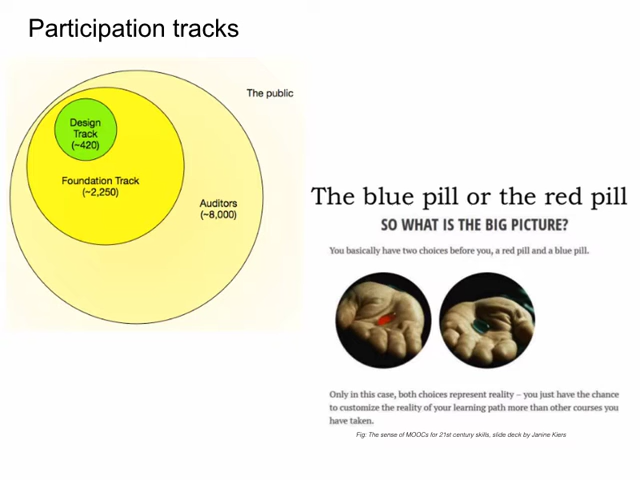 Participation tracks
The public
Design
Track
(~420)
Foundation Track
(~2,250)
Auditors
(~8,000)
The blue pill or the red pill
SO WHAT IS THE BIG PICTURE?
You basically have two choices before you, a red pill and a blue pill.
Only in this case, both choices represent reality – you just have the chance
to customize the reality of your learning path more than other courses you
have taken.
Fig: The sense of MOOCs for 21st century skills, slide deck by Janine Kiers